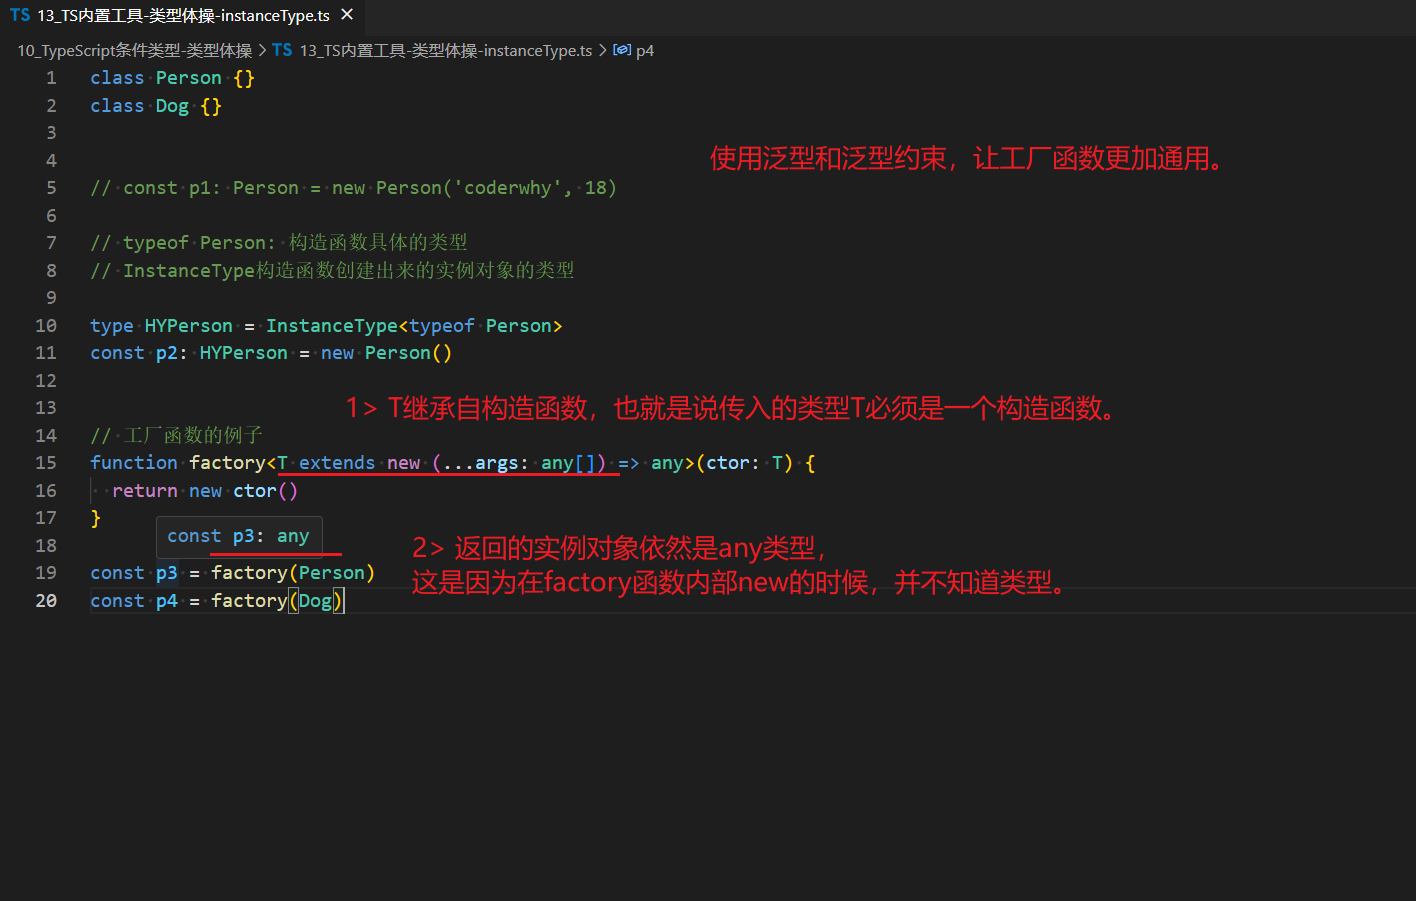 TS 13_TS内置工具-类型体操-instanceType.ts ×
10_TypeScript条件类型-类型体操 > TS 13_TS内置工具-类型体操-instanceType.ts > p4
1 class Person {}
2 class Dog {}
3
4
使用泛型和泛型约束，让工厂函数更加通用。
5 // const p1: Person = new Person('coderwhy', 18)
6
7 // typeof Person: 构造函数具体的类型
8 // InstanceType构造函数创建出来的实例对象的类型
9
10 type HYPerson = InstanceType<typeof Person>
11 const p2: HYPerson = new Person()
12
13
1> T继承自构造函数，也就是说传入的类型T必须是一个构造函数。
14 // 工厂函数的例子
15 function factory<T extends new (...args: any[]) => any>(ctor: T) {
16 return new ctor()
17 }
18
const p3: any
2> 返回的实例对象依然是any类型，
这是因为在factory函数内部new的时候，并不知道类型。
19 const p3 = factory(Person)
20 const p4 = factory(Dog)